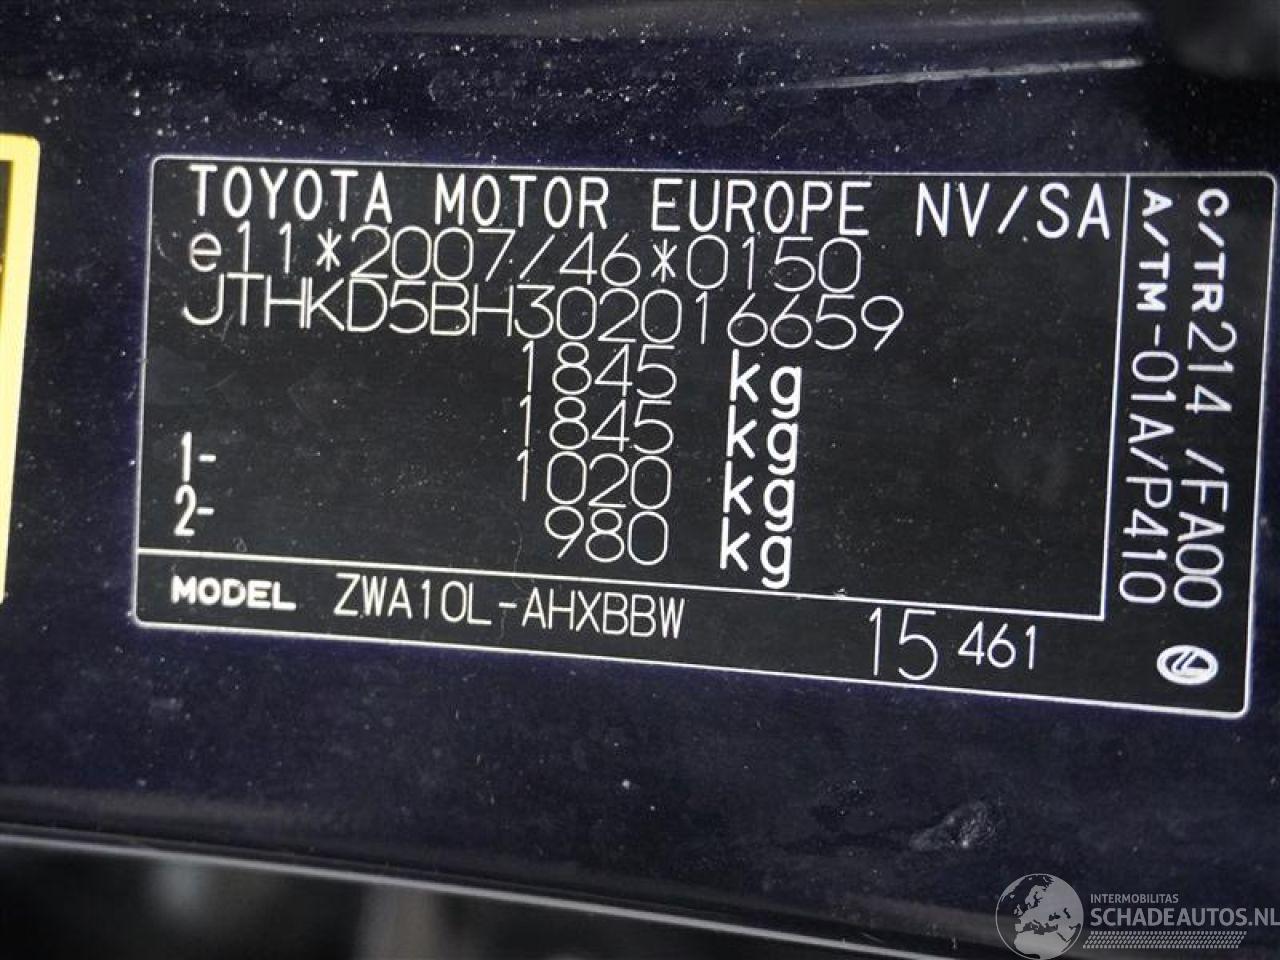 TOYOTA MOTOR EUROPE NV/SA
e11*2007/46*0150
JTHKD5BH302016659
1845 kg
1845 kg
1- 1020 kg
2- 980 kg
MODEL ZWA10L-AHXBBW
15 461
C/TR214 /FA00
A/TM-01A/P410
INTERMOBILITAS
SCHADEAUTOS.NL